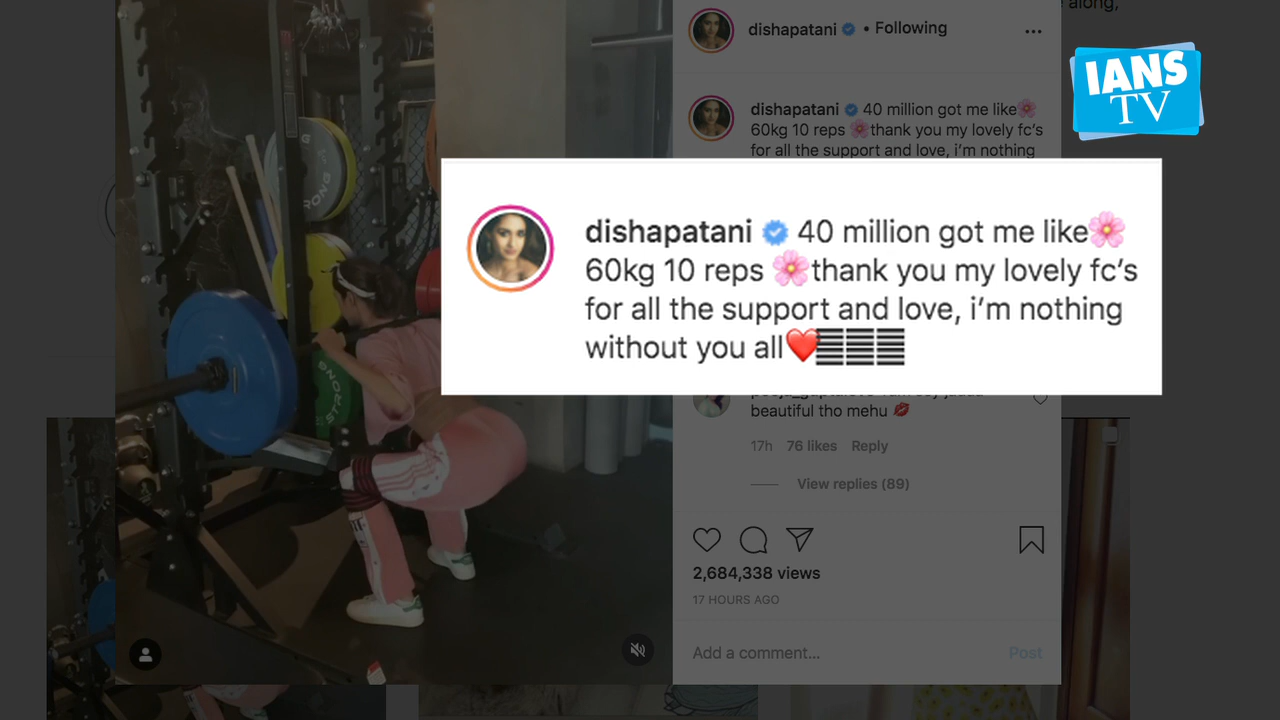 along,
IANS
TV
dishapatani • Following
dishapatani 40 million got me like🌸
60kg 10 reps 🌸thank you my lovely fc’s
for all the support and love, i’m nothing
dishapatani 40 million got me like🌸
60kg 10 reps 🌸thank you my lovely fc’s
for all the support and love, i’m nothing
without you all❤️
beautiful tho mehu 💋
17h 76 likes Reply
View replies (89)
2,684,338 views
17 HOURS AGO
Add a comment... Post
STRONG